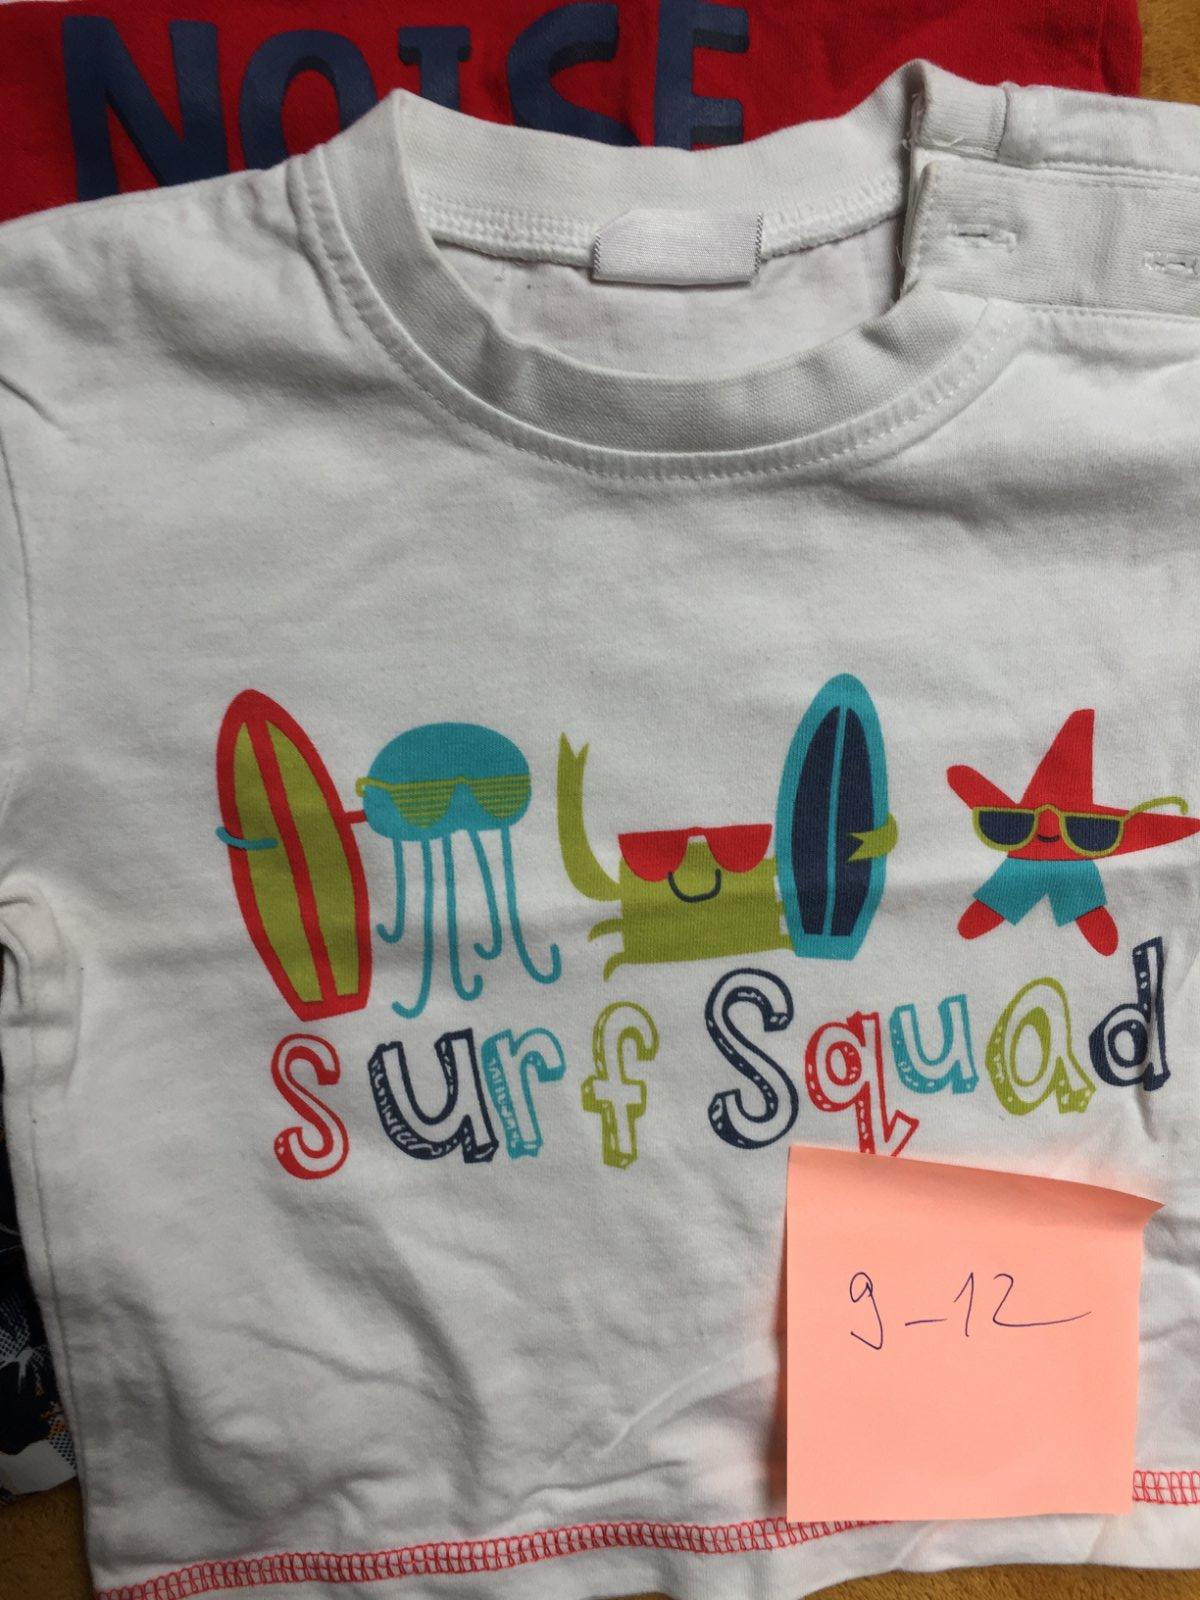 NOISE
surf Squad
9-12